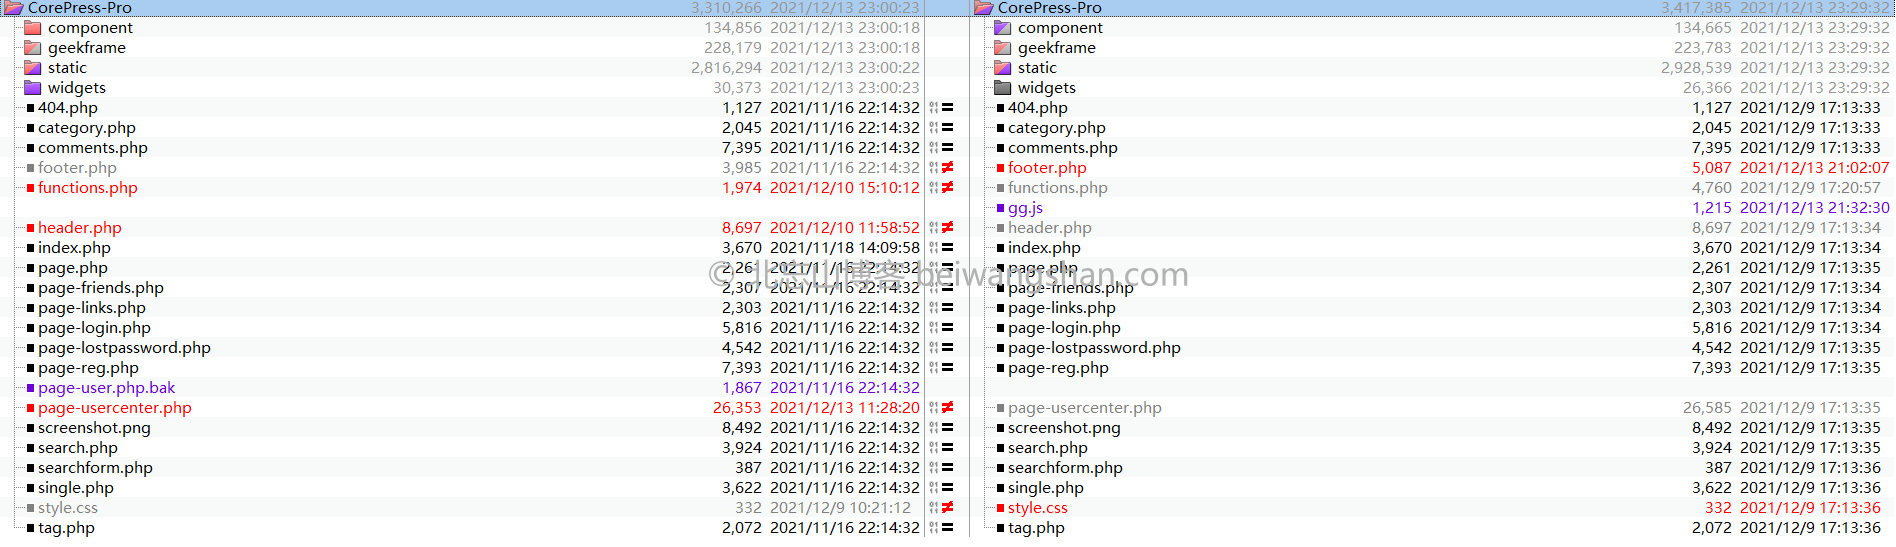 CorePress-Pro 3,310,266 2021/12/13 23:00:23 CorePress-Pro 3,417,385 2021/12/13 23:29:32
component 134,856 2021/12/13 23:00:18 component 134,665 2021/12/13 23:29:32
geekframe 228,179 2021/12/13 23:00:18 geekframe 223,783 2021/12/13 23:29:32
static 2,816,294 2021/12/13 23:00:22 static 2,928,539 2021/12/13 23:29:32
widgets 30,373 2021/12/13 23:00:23 widgets 26,366 2021/12/13 23:29:32
404.php 1,127 2021/11/16 22:14:32 = 404.php 1,127 2021/12/9 17:13:33
category.php 2,045 2021/11/16 22:14:32 = category.php 2,045 2021/12/9 17:13:33
comments.php 7,395 2021/11/16 22:14:32 = comments.php 7,395 2021/12/9 17:13:33
footer.php 3,985 2021/11/16 22:14:32 ≠ footer.php 5,087 2021/12/13 21:02:07
functions.php 1,974 2021/12/10 15:10:12 ≠ functions.php 4,760 2021/12/9 17:20:57
gg.js 1,215 2021/12/13 21:32:30
header.php 8,697 2021/12/10 11:58:52 ≠ header.php 8,697 2021/12/9 17:13:34
index.php 3,670 2021/11/18 14:09:58 = index.php 3,670 2021/12/9 17:13:34
page.php 2,261 2021/11/16 22:14:32 = page.php 2,261 2021/12/9 17:13:35
© 北忘山博客 beiwangshan.com
page-friends.php 2,307 2021/11/16 22:14:32 = page-friends.php 2,307 2021/12/9 17:13:35
page-links.php 2,303 2021/11/16 22:14:32 = page-links.php 2,303 2021/12/9 17:13:34
page-login.php 5,816 2021/11/16 22:14:32 = page-login.php 5,816 2021/12/9 17:13:34
page-lostpassword.php 4,542 2021/11/16 22:14:32 = page-lostpassword.php 4,542 2021/12/9 17:13:35
page-reg.php 7,393 2021/11/16 22:14:32 = page-reg.php 7,393 2021/12/9 17:13:35
page-user.php.bak 1,867 2021/11/16 22:14:32
page-usercenter.php 26,353 2021/12/13 11:28:20 ≠ page-usercenter.php 26,585 2021/12/9 17:13:35
screenshot.png 8,492 2021/11/16 22:14:32 = screenshot.png 8,492 2021/12/9 17:13:35
search.php 3,924 2021/11/16 22:14:32 = search.php 3,924 2021/12/9 17:13:35
searchform.php 387 2021/11/16 22:14:32 = searchform.php 387 2021/12/9 17:13:36
single.php 3,622 2021/11/16 22:14:32 = single.php 3,622 2021/12/9 17:13:36
style.css 332 2021/12/9 10:21:12 ≠ style.css 332 2021/12/9 17:13:36
tag.php 2,072 2021/11/16 22:14:32 = tag.php 2,072 2021/12/9 17:13:36